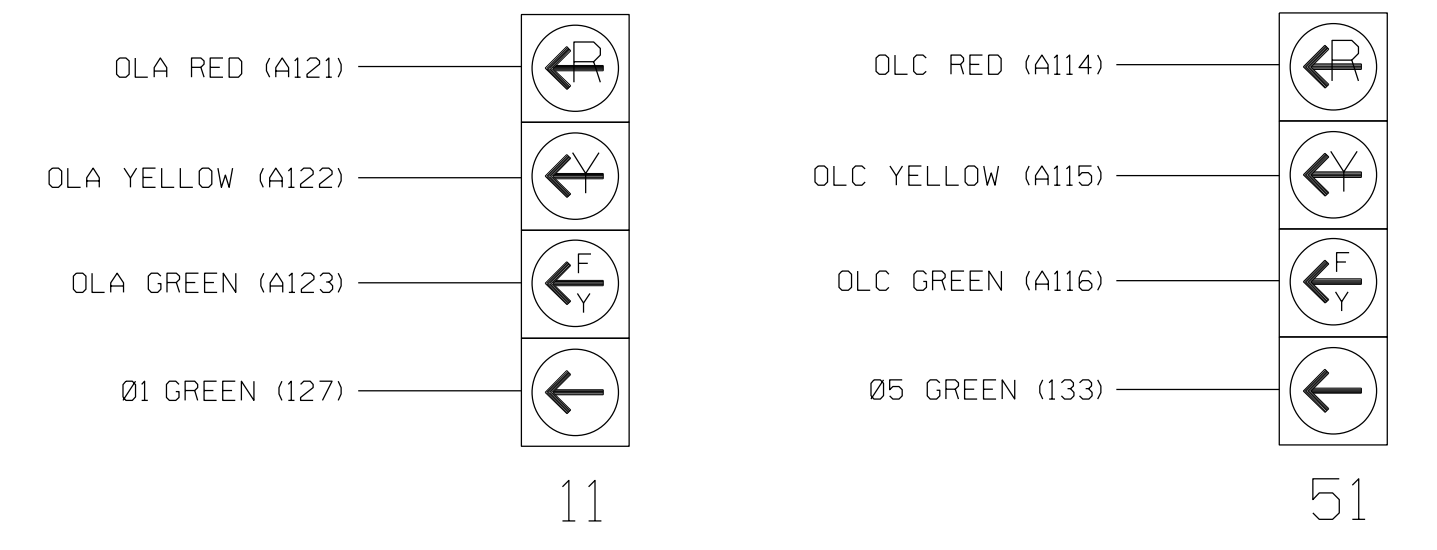 OLA RED (A121)
R
OLA YELLOW (A122)
Y
OLA GREEN (A123)
F
Y
Ø1 GREEN (127)
11
OLC RED (A114)
R
OLC YELLOW (A115)
Y
OLC GREEN (A116)
F
Y
Ø5 GREEN (133)
51